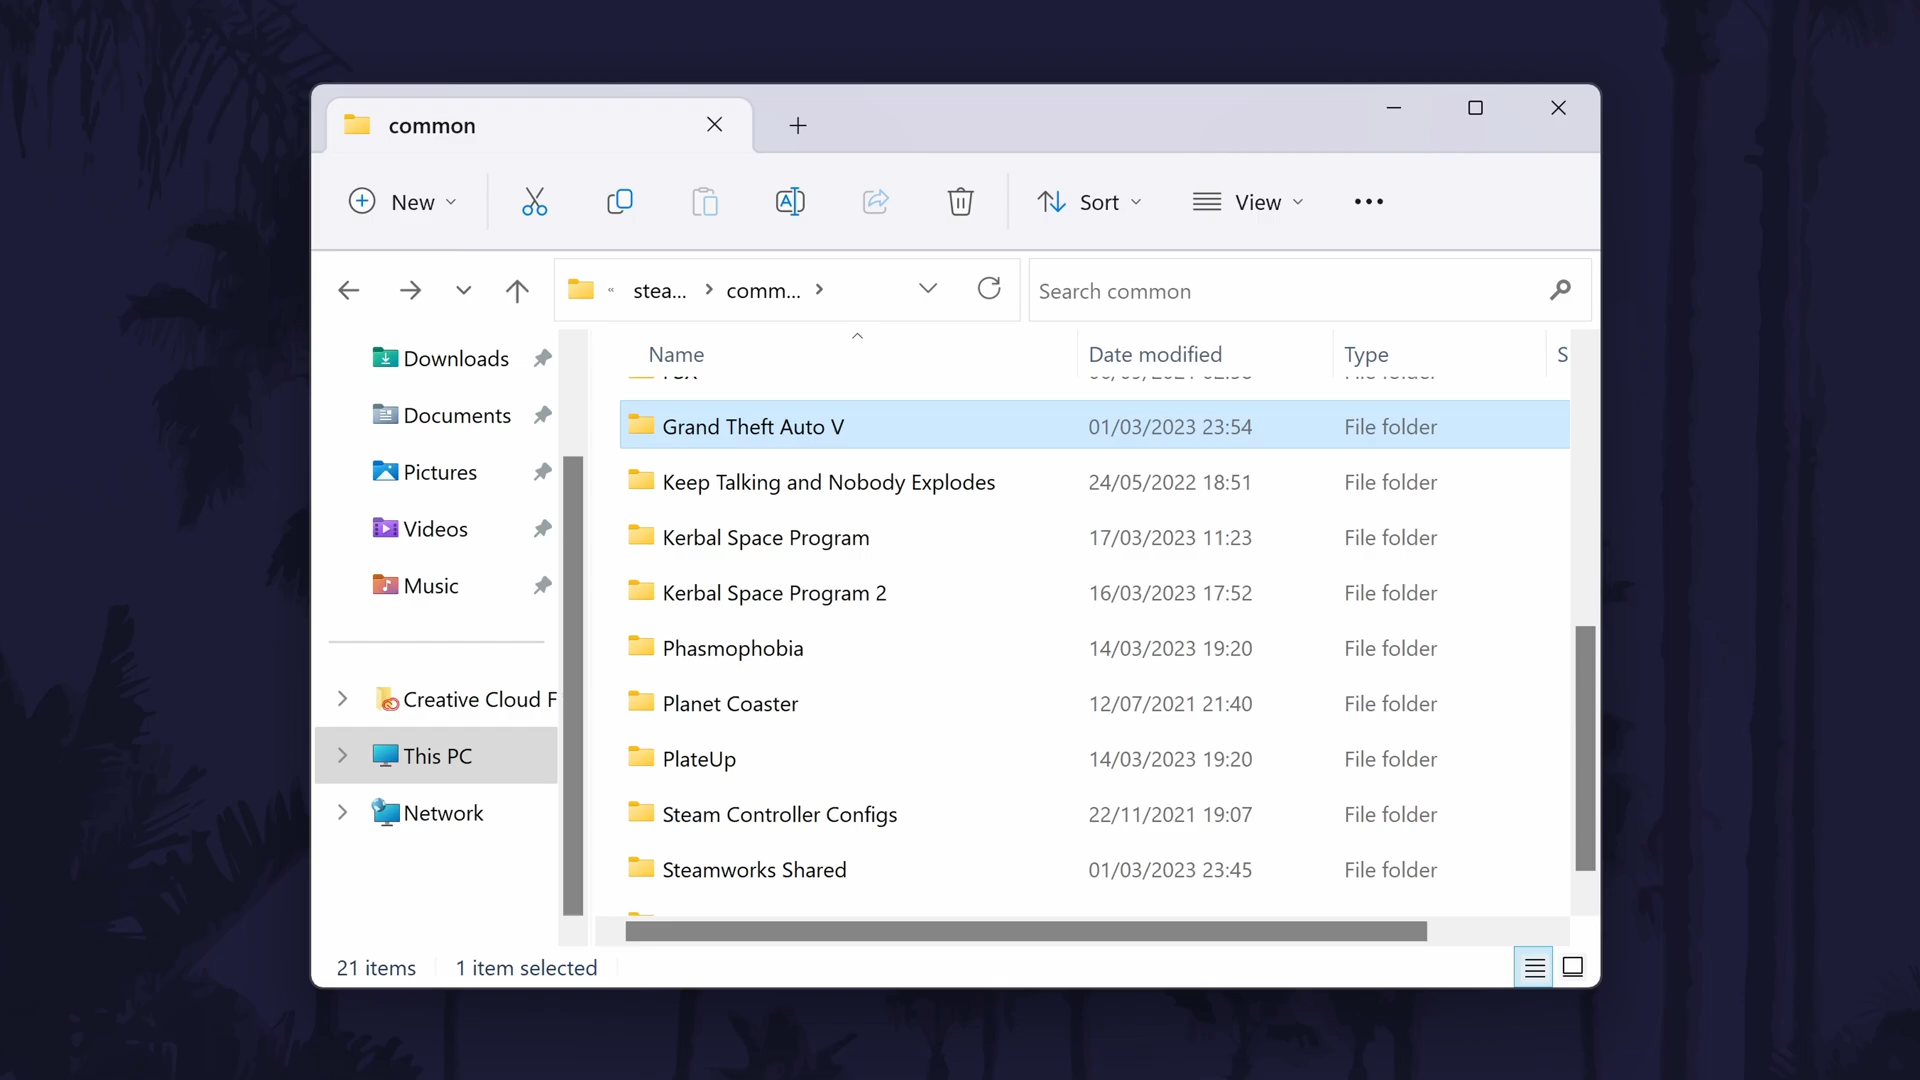 common
New
Sort
View
« stea... > comm... >
Search common
Downloads
Documents
Pictures
Videos
Music
Creative Cloud F
This PC
Network
Name Date modified Type S
Grand Theft Auto V 01/03/2023 23:54 File folder
Keep Talking and Nobody Explodes 24/05/2022 18:51 File folder
Kerbal Space Program 17/03/2023 11:23 File folder
Kerbal Space Program 2 16/03/2023 17:52 File folder
Phasmophobia 14/03/2023 19:20 File folder
Planet Coaster 12/07/2021 21:40 File folder
PlateUp 14/03/2023 19:20 File folder
Steam Controller Configs 22/11/2021 19:07 File folder
Steamworks Shared 01/03/2023 23:45 File folder
21 items 1 item selected